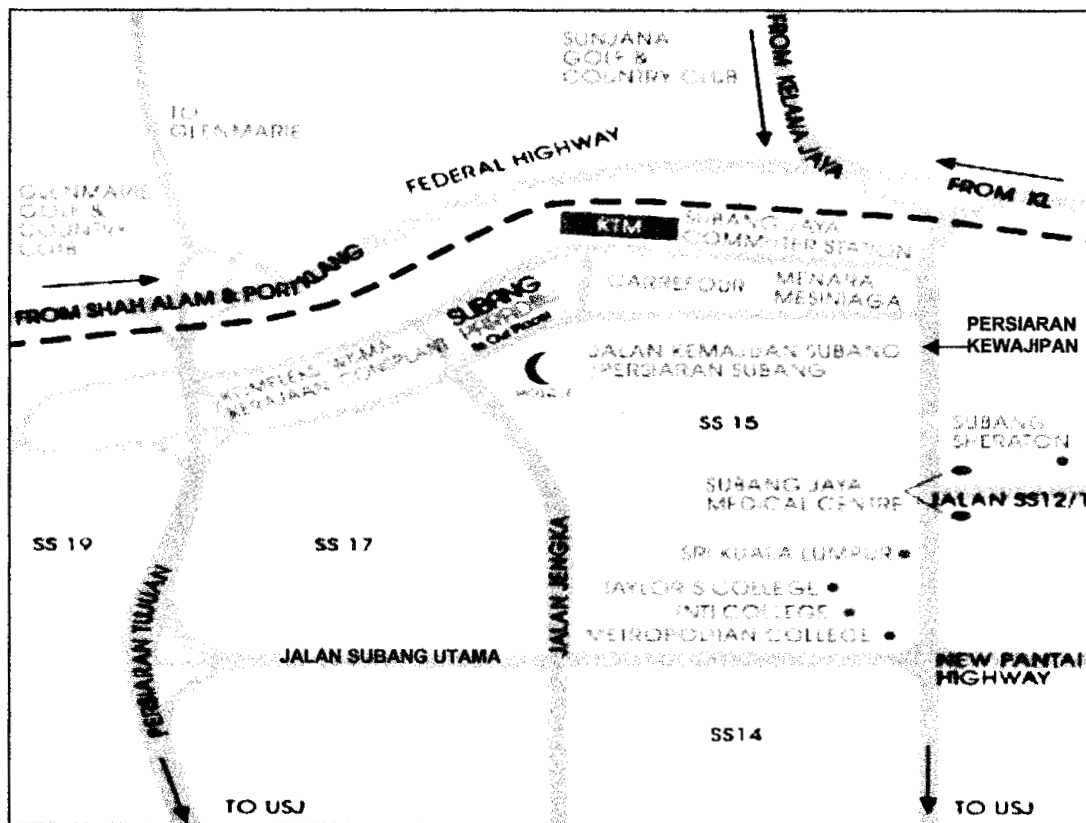 SUNJANA
GOLF &
COUNTRY CLUB
FROM KELANA JAYA
TO
GLENMARIE
FEDERAL HIGHWAY
FROM KL
GLENMARIE
GOLF &
COUNTRY
CLUB
KTM
SUBANG JAYA
COMMUTER STATION
FROM SHAH ALAM & PORT KLANG
CARREFOUR
MENARA
MESINIAGA
SUBANG
PARADE
PERSIARAN
KEWAJIPAN
JALAN KEMAJUAN SUBANG
/PERSIARAN SUBANG
KOMPLEKS WISMA
KERAJAAN CONPLANT
SS 15
SUBANG
SHERATON
SUBANG JAYA
MEDICAL CENTRE
JALAN SS12/1
SS 19
SS 17
SRI KUALA LUMPUR
TAYLOR'S COLLEGE
INTI COLLEGE
METROPOLIAN COLLEGE
PERSIARAN TUJUAN
JALAN JENGKA
JALAN SUBANG UTAMA
NEW PANTAI
HIGHWAY
SS14
TO USJ
TO USJ